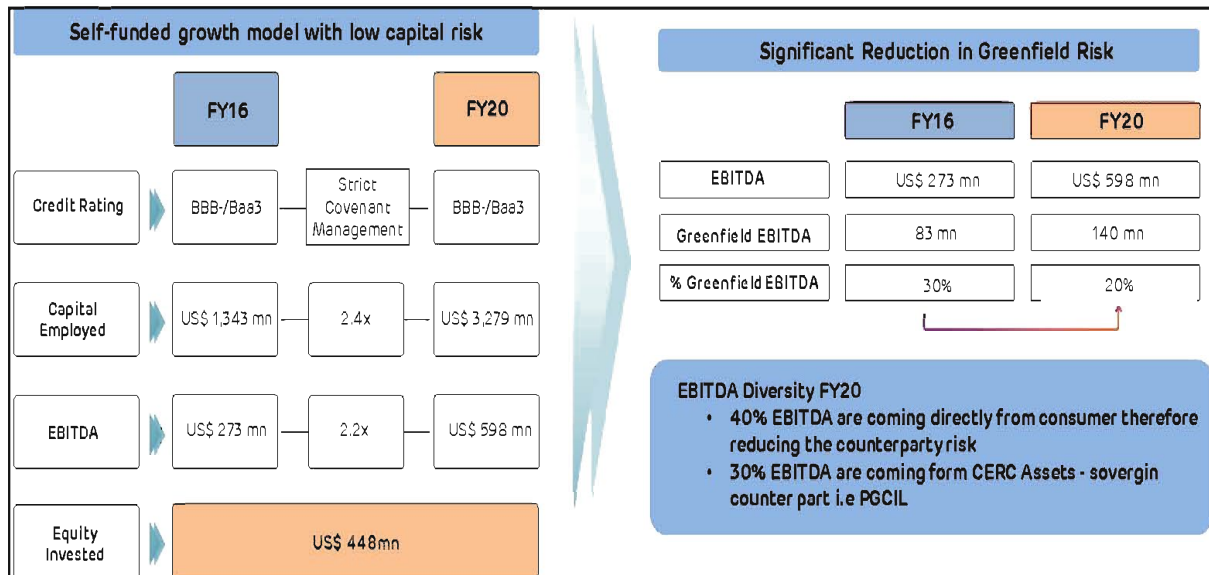 Self-funded growth model with low capital risk
FY16
FY20
Credit Rating
BBB-/Baa3
Strict
Covenant
Management
BBB-/Baa3
Capital
Employed
US$ 1,343 mn
2.4x
US$ 3,279 mn
EBITDA
US$ 273 mn
2.2x
US$ 598 mn
Equity
Invested
US$ 448mn
Significant Reduction in Greenfield Risk
FY16
FY20
EBITDA
US$ 273 mn
US$ 598 mn
Greenfield EBITDA
83 mn
140 mn
% Greenfield EBITDA
30%
20%
EBITDA Diversity FY20
• 40% EBITDA are coming directly from consumer therefore
reducing the counterparty risk
• 30% EBITDA are coming form CERC Assets - sovergin
counter part i.e PGCIL